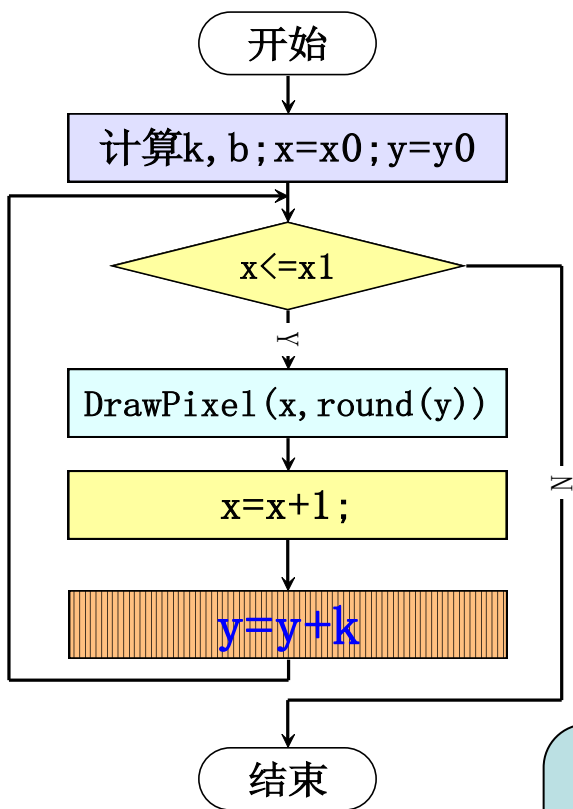 开始
计算k,b;x=x0;y=y0
x<=x1
Y
DrawPixel(x,round(y))
N
x=x+1;
y=y+k
结束